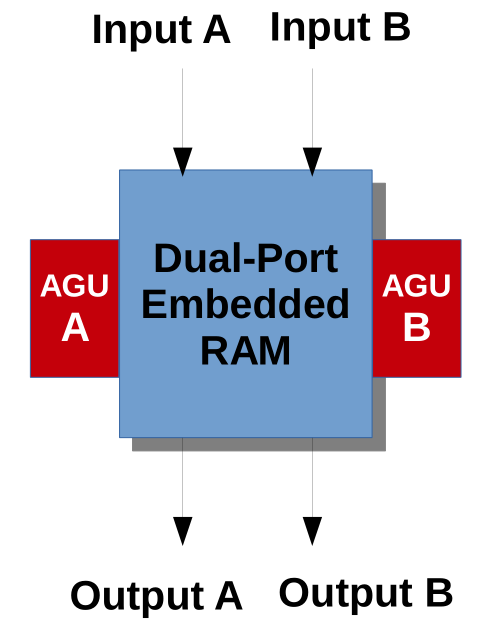 Input A
Input B
Dual-Port
Embedded
RAM
AGU
A
AGU
B
Output A
Output B